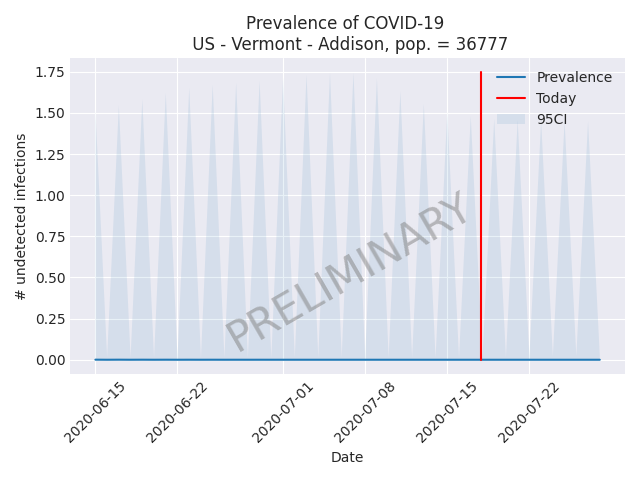 Prevalence of COVID-19
US - Vermont - Addison, pop. = 36777
1.75
1.50
1.25
1.00
0.75
0.50
0.25
0.00
# undetected infections
Prevalence
Today
95CI
PRELIMINARY
2020-06-15
2020-06-22
2020-07-01
2020-07-08
2020-07-15
2020-07-22
Date